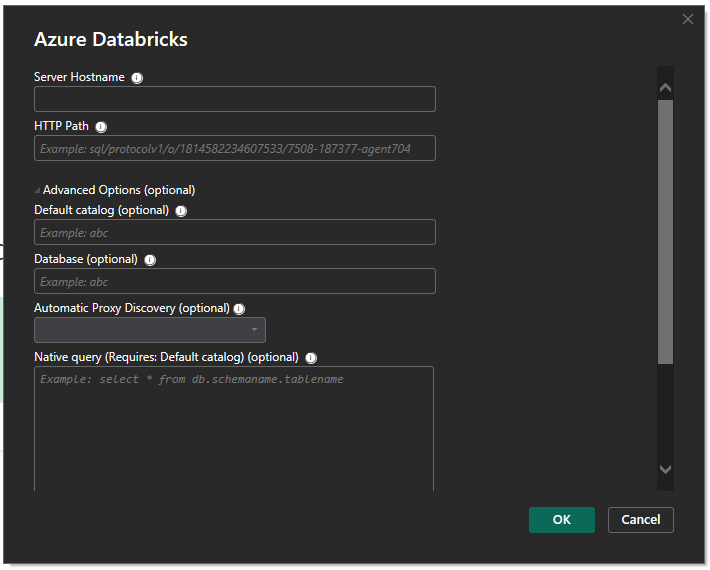 Azure Databricks
Server Hostname
HTTP Path
Example: sql/protocolv1/o/1814582234607533/7508-187377-agent704
Advanced Options (optional)
Default catalog (optional)
Example: abc
Database (optional)
Example: abc
Automatic Proxy Discovery (optional)
Native query (Requires: Default catalog) (optional)
Example: select * from db.schemaname.tablename
OK Cancel